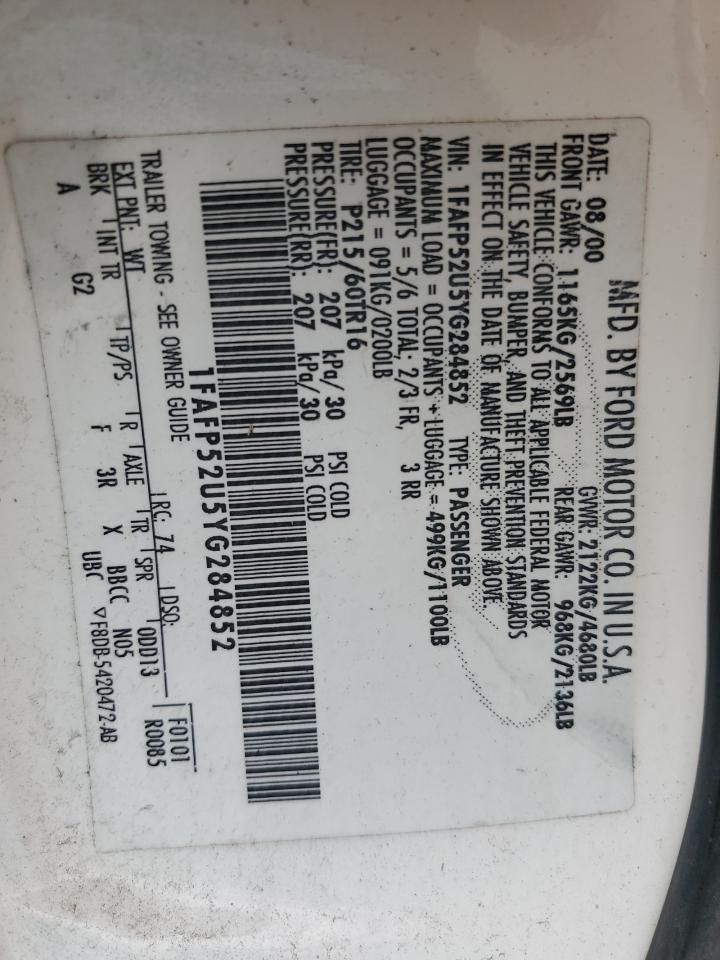 MFD. BY FORD MOTOR CO. IN U.S.A.
DATE: 08/00 GVWR: 2122KG/4680LB
FRONT GAWR: 1165KG/2569LB REAR GAWR: 968KG/2136LB
THIS VEHICLE CONFORMS TO ALL APPLICABLE FEDERAL MOTOR
VEHICLE SAFETY, BUMPER, AND THEFT PREVENTION STANDARDS
IN EFFECT ON THE DATE OF MANUFACTURE SHOWN ABOVE.
VIN: 1FAFP52U5YG284852 TYPE: PASSENGER
MAXIMUM LOAD = OCCUPANTS + LUGGAGE = 499KG/1100LB
OCCUPANTS = 5/6 TOTAL; 2/3 FR, 3 RR
LUGGAGE = 091KG/0200LB
TIRE: P215/60TR16
PRESSURE(FR): 207 kPa/30 PSI COLD
PRESSURE(RR): 207 kPa/30 PSI COLD
1FAFP52U5YG284852
TRAILER TOWING - SEE OWNER GUIDE
RC: 74 DSO: F0101
EXT PNT: WT 0DD13 R0085
BRK INT TR TP/PS R AXLE TR SPR N05
A G2 F 3R X BBCC
UBC ▽F8DB-5420472-AB